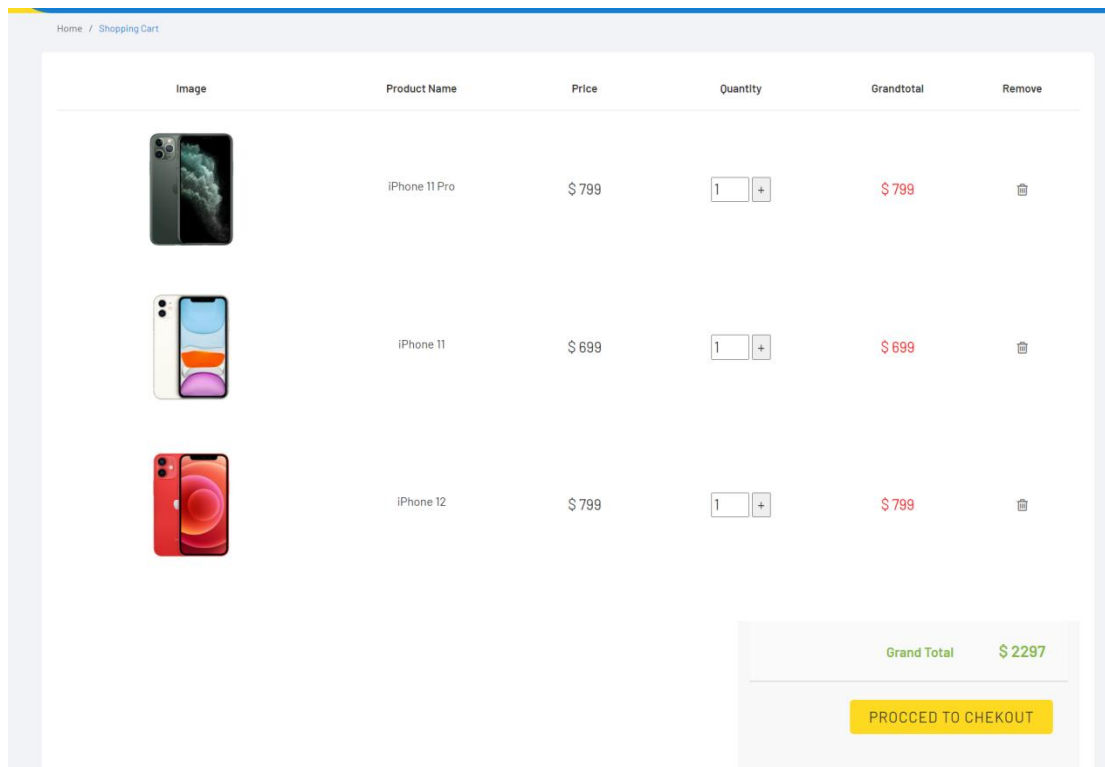 Home / Shopping Cart
Image Product Name Price Quantity Grandtotal Remove
iPhone 11 Pro $ 799 1 + $ 799
iPhone 11 $ 699 1 + $ 699
iPhone 12 $ 799 1 + $ 799
Grand Total $ 2297
PROCCED TO CHEKOUT